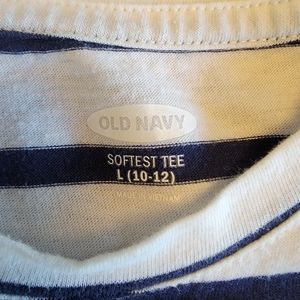 OLD NAVY
SOFTEST TEE
L (10-12)